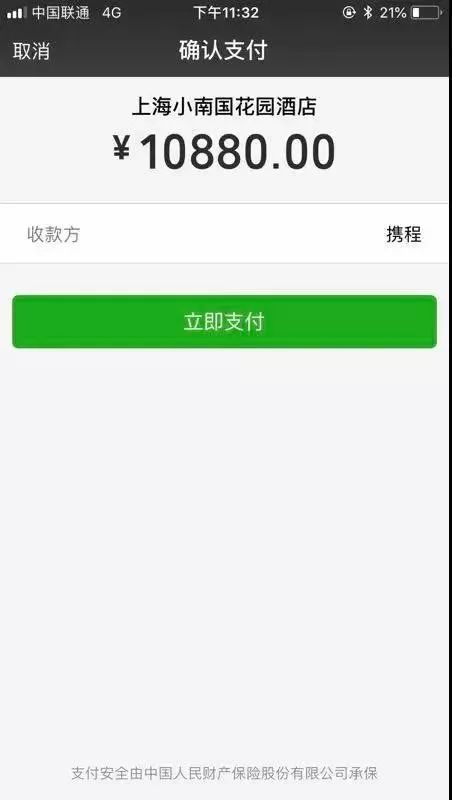 中国联通 4G 下午11:32 21%
取消 确认支付
上海小南国花园酒店
¥10880.00
收款方 携程
立即支付
支付安全由中国人民财产保险股份有限公司承保